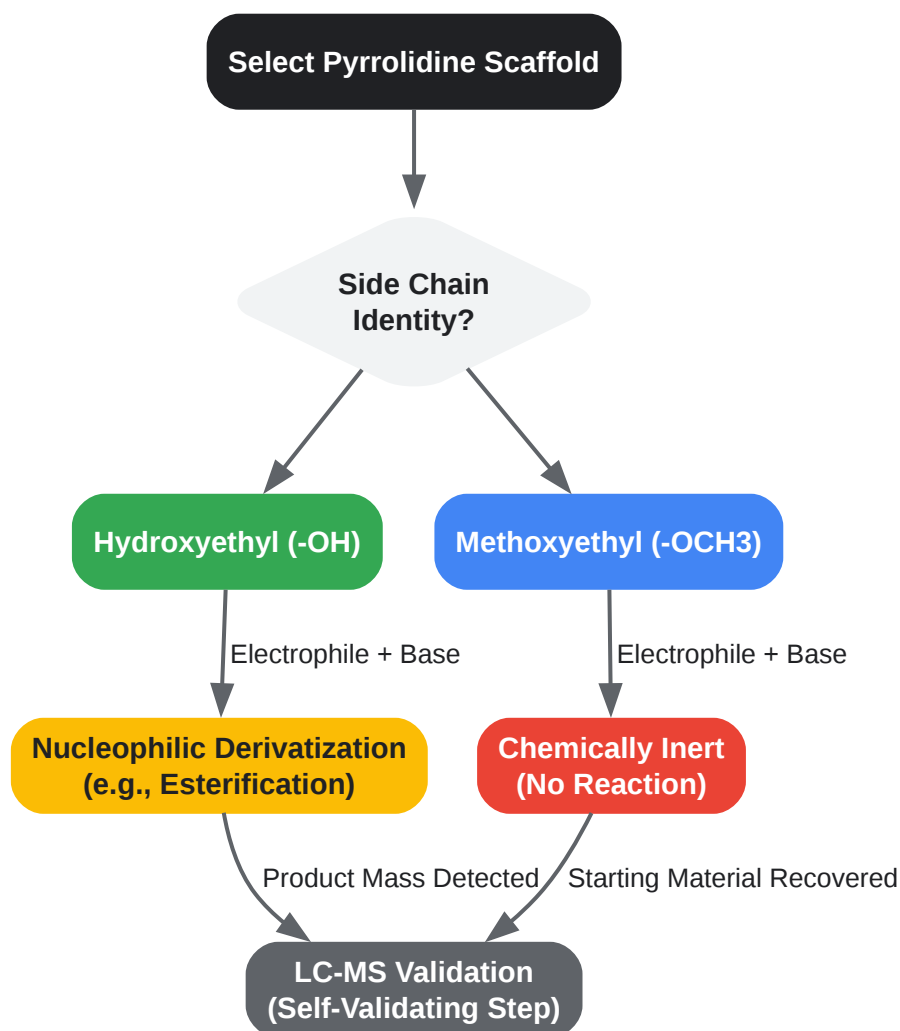 Select Pyrrolidine Scaffold
Side Chain
Identity?
Hydroxyethyl (-OH)
Methoxyethyl (-OCH3)
Electrophile + Base
Electrophile + Base
Nucleophilic Derivatization
(e.g., Esterification)
Chemically Inert
(No Reaction)
Product Mass Detected
Starting Material Recovered
LC-MS Validation
(Self-Validating Step)